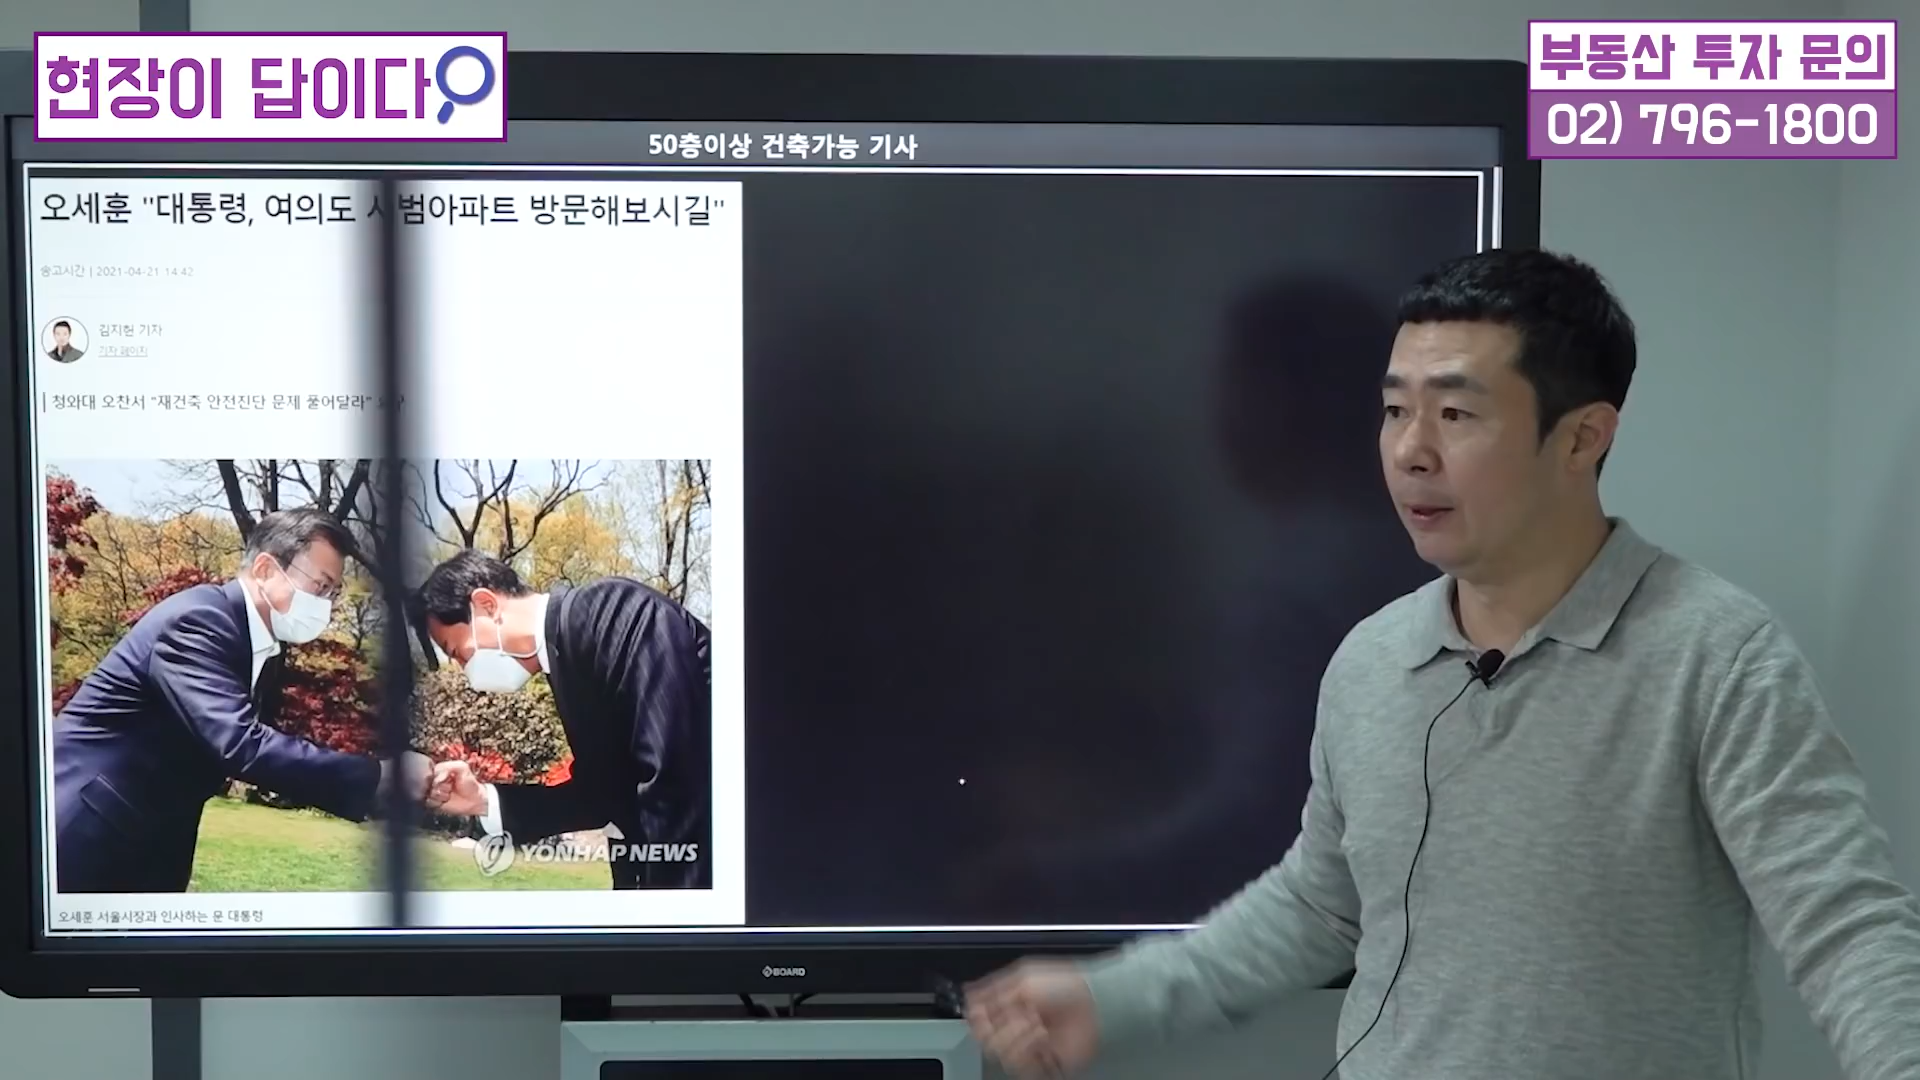 현장이 답이다
부동산 투자 문의
02) 796-1800
50층이상 건축가능 기사
오세훈 "대통령, 여의도 시범아파트 방문해보시길"
송고시간 | 2021-04-21 14:42
김지헌 기자
기자 페이지
청와대 오찬서 "재건축 안전진단 문제 풀어달라"
YONHAP NEWS
오세훈 서울시장과 인사하는 문 대통령
BOARD